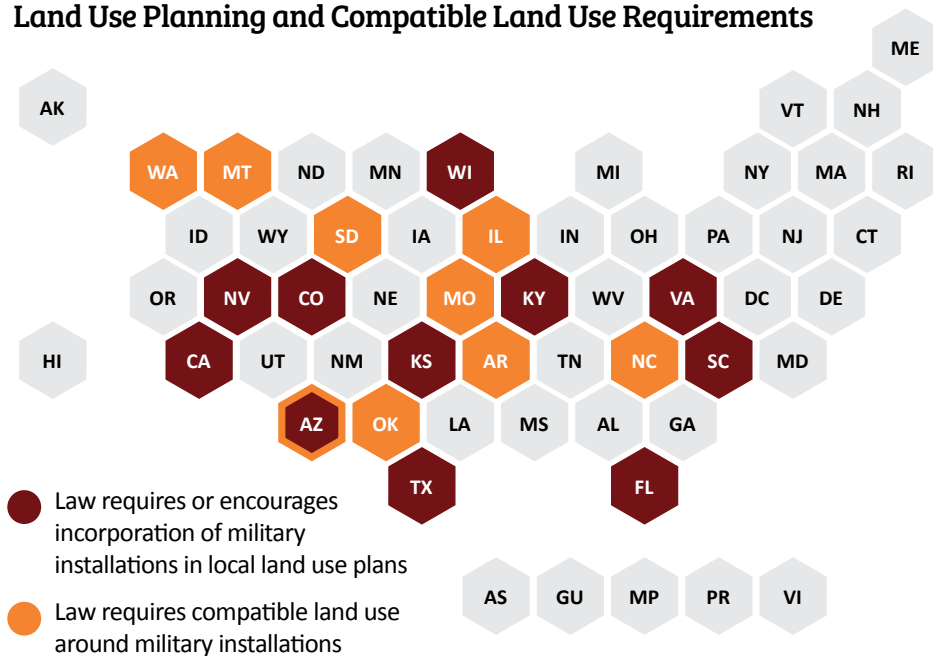 Land Use Planning and Compatible Land Use Requirements
ME
AK VT NH
WA MT ND MN WI MI NY MA RI
ID WY SD IA IL IN OH PA NJ CT
OR NV CO NE MO KY WV VA DC DE
HI CA UT NM KS AR TN NC SC MD
AZ OK LA MS AL GA
TX FL
Law requires or encourages
incorporation of military
installations in local land use plans
AS GU MP PR VI
Law requires compatible land use
around military installations